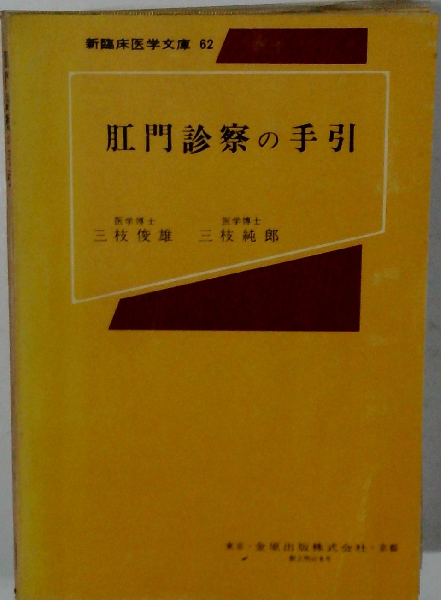 新臨床医学文庫 62
肛門診察の手引
医学博士 医学博士
三枝俊雄 三枝純郎
東京・金原出版株式会社・京都